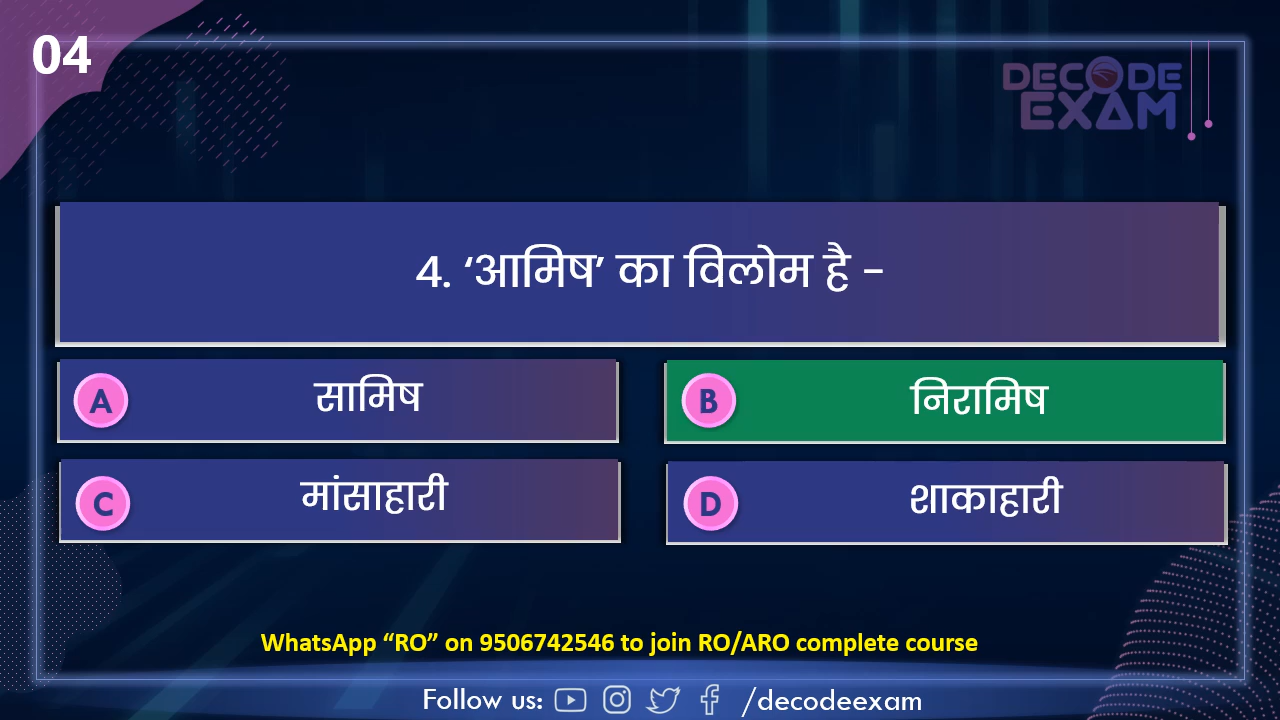 04
DECODE
EXAM
4. ‘आमिष’ का विलोम है –
A सामिष
B निरामिष
C मांसाहारी
D शाकाहारी
WhatsApp “RO” on 9506742546 to join RO/ARO complete course
Follow us: /decodeexam